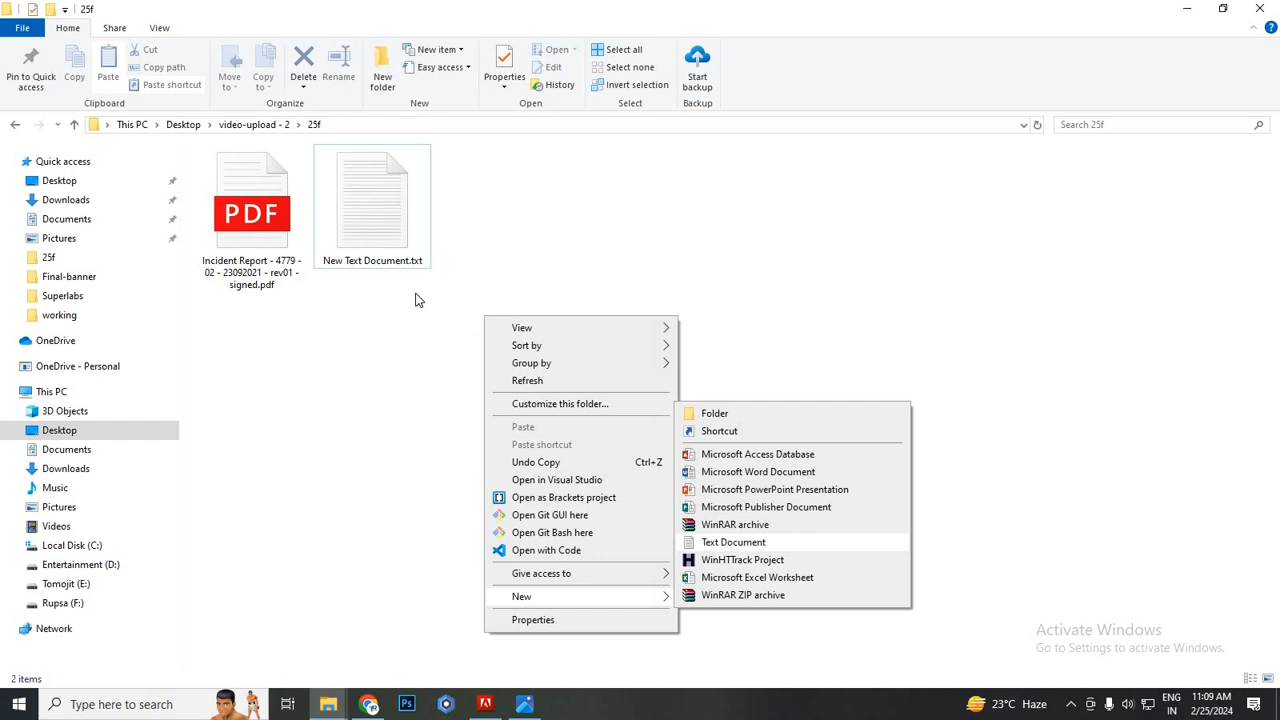 25f
File
Home
Share
View
Pin to Quick
access
Copy
Paste
Cut
Copy path
Paste shortcut
Clipboard
Move
to
Copy
to
Delete
Rename
Organize
New
folder
New item
Easy access
New
Properties
Open
Edit
History
Open
Select all
Select none
Invert selection
Select
Start
backup
Backup
This PC
Desktop
video-upload - 2
25f
Search 25f
Quick access
Desktop
Downloads
Documents
Pictures
25f
Final-banner
Superlabs
working
OneDrive
OneDrive - Personal
This PC
3D Objects
Desktop
Documents
Downloads
Music
Pictures
Videos
Local Disk (C:)
Entertainment (D:)
Tomojit (E:)
Rupsa (F:)
Network
PDF
Incident Report - 4779 -
02 - 23092021 - rev01 -
signed.pdf
New Text Document.txt
View
Sort by
Group by
Refresh
Customize this folder...
Paste
Paste shortcut
Undo Copy Ctrl+Z
Open in Visual Studio
Open as Brackets project
Open Git GUI here
Open Git Bash here
Open with Code
Give access to
New
Properties
Folder
Shortcut
Microsoft Access Database
Microsoft Word Document
Microsoft PowerPoint Presentation
Microsoft Publisher Document
WinRAR archive
Text Document
WinHTTrack Project
Microsoft Excel Worksheet
WinRAR ZIP archive
Activate Windows
Go to Settings to activate Windows.
2 items
Type here to search
Ps
23°C Haze
ENG
IN
11:09 AM
2/25/2024